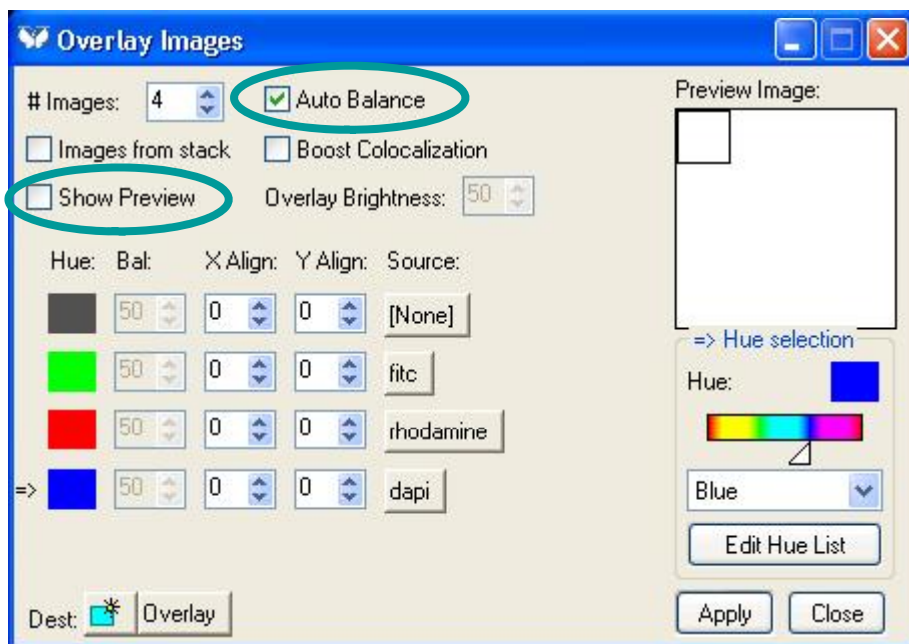 Overlay Images
# Images: 4 Auto Balance Preview Image:
Images from stack Boost Colocalization
Show Preview Overlay Brightness: 50
Hue: Bal: X Align: Y Align: Source:
50 0 0 [None]
=> Hue selection
50 0 0 fitc
Hue:
50 0 0 rhodamine
=> 50 0 0 dapi
Blue
Edit Hue List
Dest: Overlay
Apply Close